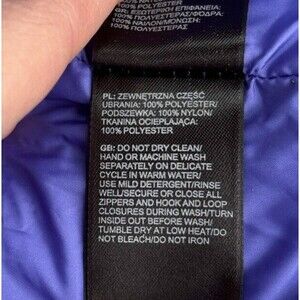 GR: ΕΞΩΤΕΡΙΚΗ ΕΠΙΦΑΝΕΙΑ:
100% ΠΟΛΥΕΣΤΕΡΑΣ/ΦΟΔΡΑ:
100% ΝΑΪΛΟΝ/ΜΟΝΩΣΗ:
100% ΠΟΛΥΕΣΤΕΡΑΣ
PL: ZEWNĘTRZNA CZĘŚĆ
UBRANIA: 100% POLYESTER/
PODSZEWKA: 100% NYLON/
TKANINA OCIEPLAJĄCA:
100% POLYESTER
GB: DO NOT DRY CLEAN/
HAND OR MACHINE WASH
SEPARATELY ON DELICATE
CYCLE IN WARM WATER/
USE MILD DETERGENT/RINSE
WELL/SECURE OR CLOSE ALL
ZIPPERS AND HOOK AND LOOP
CLOSURES DURING WASH/TURN
INSIDE OUT BEFORE WASH/
TUMBLE DRY AT LOW HEAT/DO
NOT BLEACH/DO NOT IRON